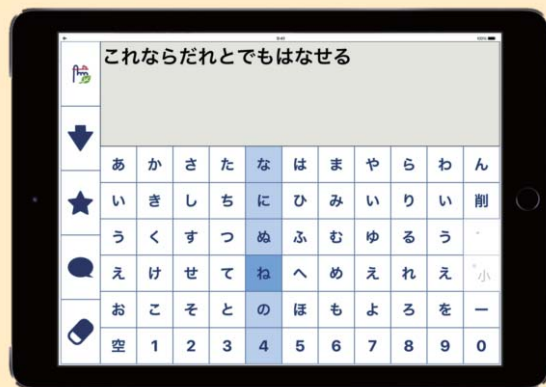 これならだれとでもはなせる
あ か さ た な は ま や ら わ ん
い き し ち に ひ み い り い 削
う く す つ ぬ ふ む ゆ る う ゛
え け せ て ね へ め え れ え ゜小
お こ そ と の ほ も よ ろ を ー
空 1 2 3 4 5 6 7 8 9 0